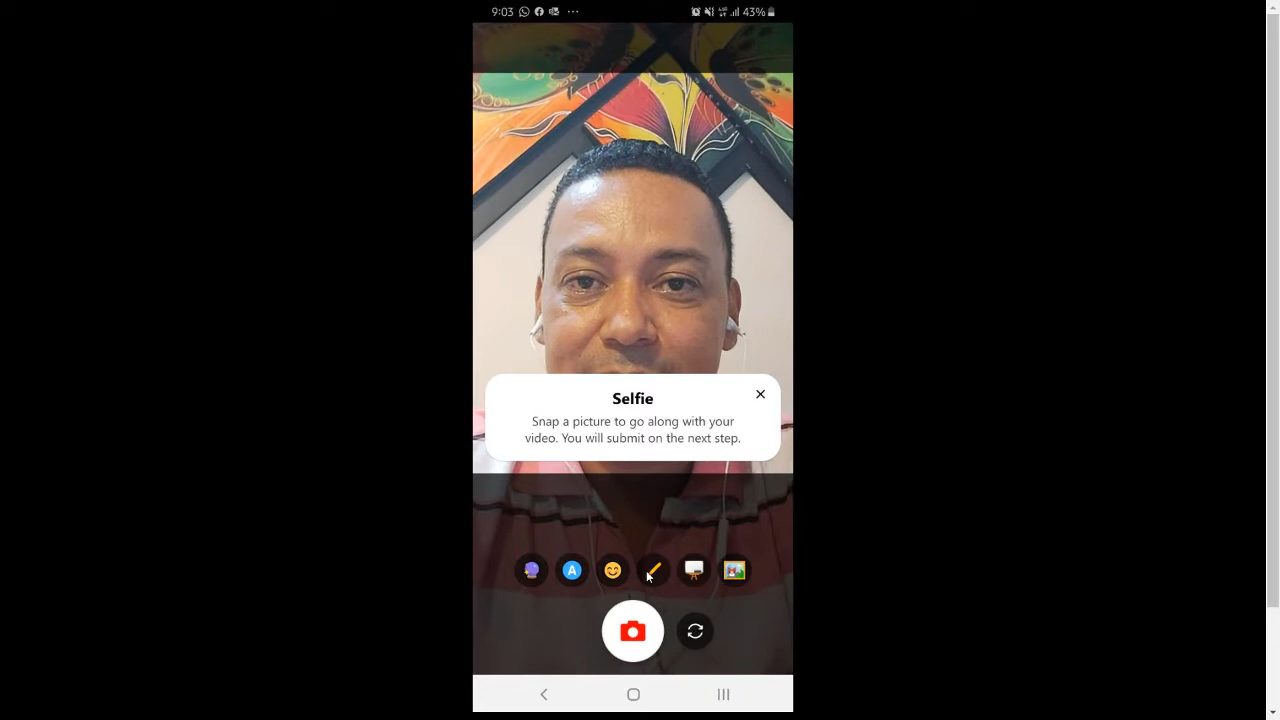 9:03
43%
Selfie
Snap a picture to go along with your
video. You will submit on the next step.
A